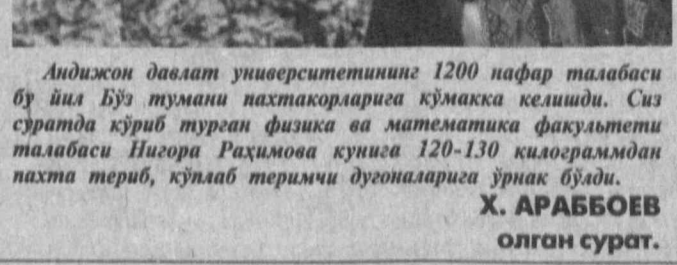 Андижон давлат университетининг 1200 нафар талабаси
бу йил Бўз тумани пахтакорларига кўмакка келишди. Сиз
суратда кўриб турган физика ва математика факультети
талабаси Нигора Раҳимова кунига 120-130 килограммдан
пахта териб, кўплаб теримчи дугоналарига ўрнак бўлди.
Х. АРАББОЕВ
олган сурат.